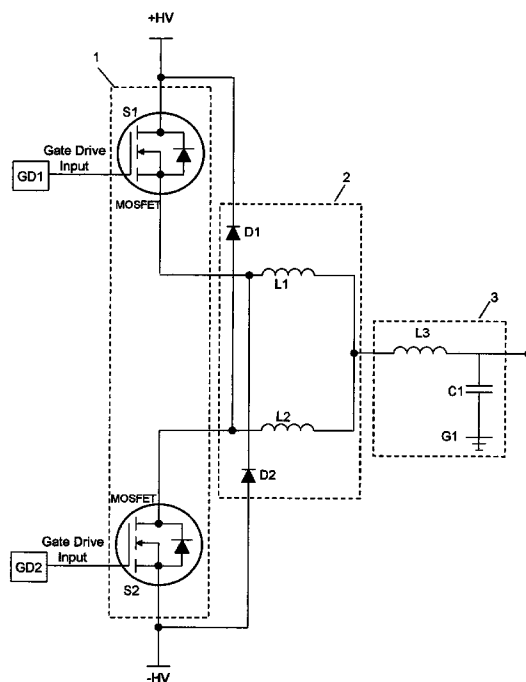 +HV
1
S1
Gate Drive
Input
GD1
MOSFET
2
D1
L1
3
L3
C1
G1
L2
D2
MOSFET
Gate Drive
Input
GD2
S2
-HV